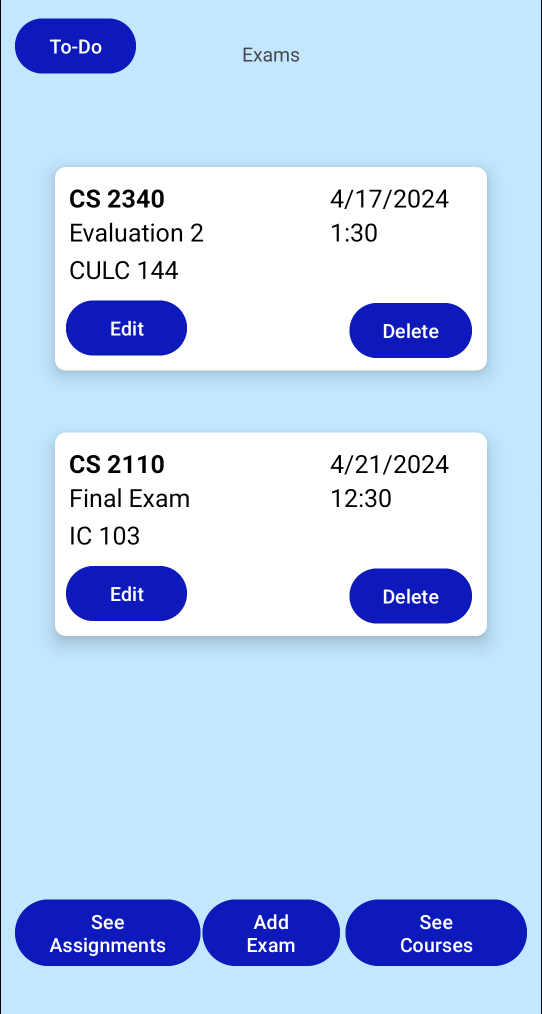 To-Do
Exams
CS 2340 4/17/2024
Evaluation 2 1:30
CULC 144
Edit Delete
CS 2110 4/21/2024
Final Exam 12:30
IC 103
Edit Delete
See Assignments
Add Exam
See Courses